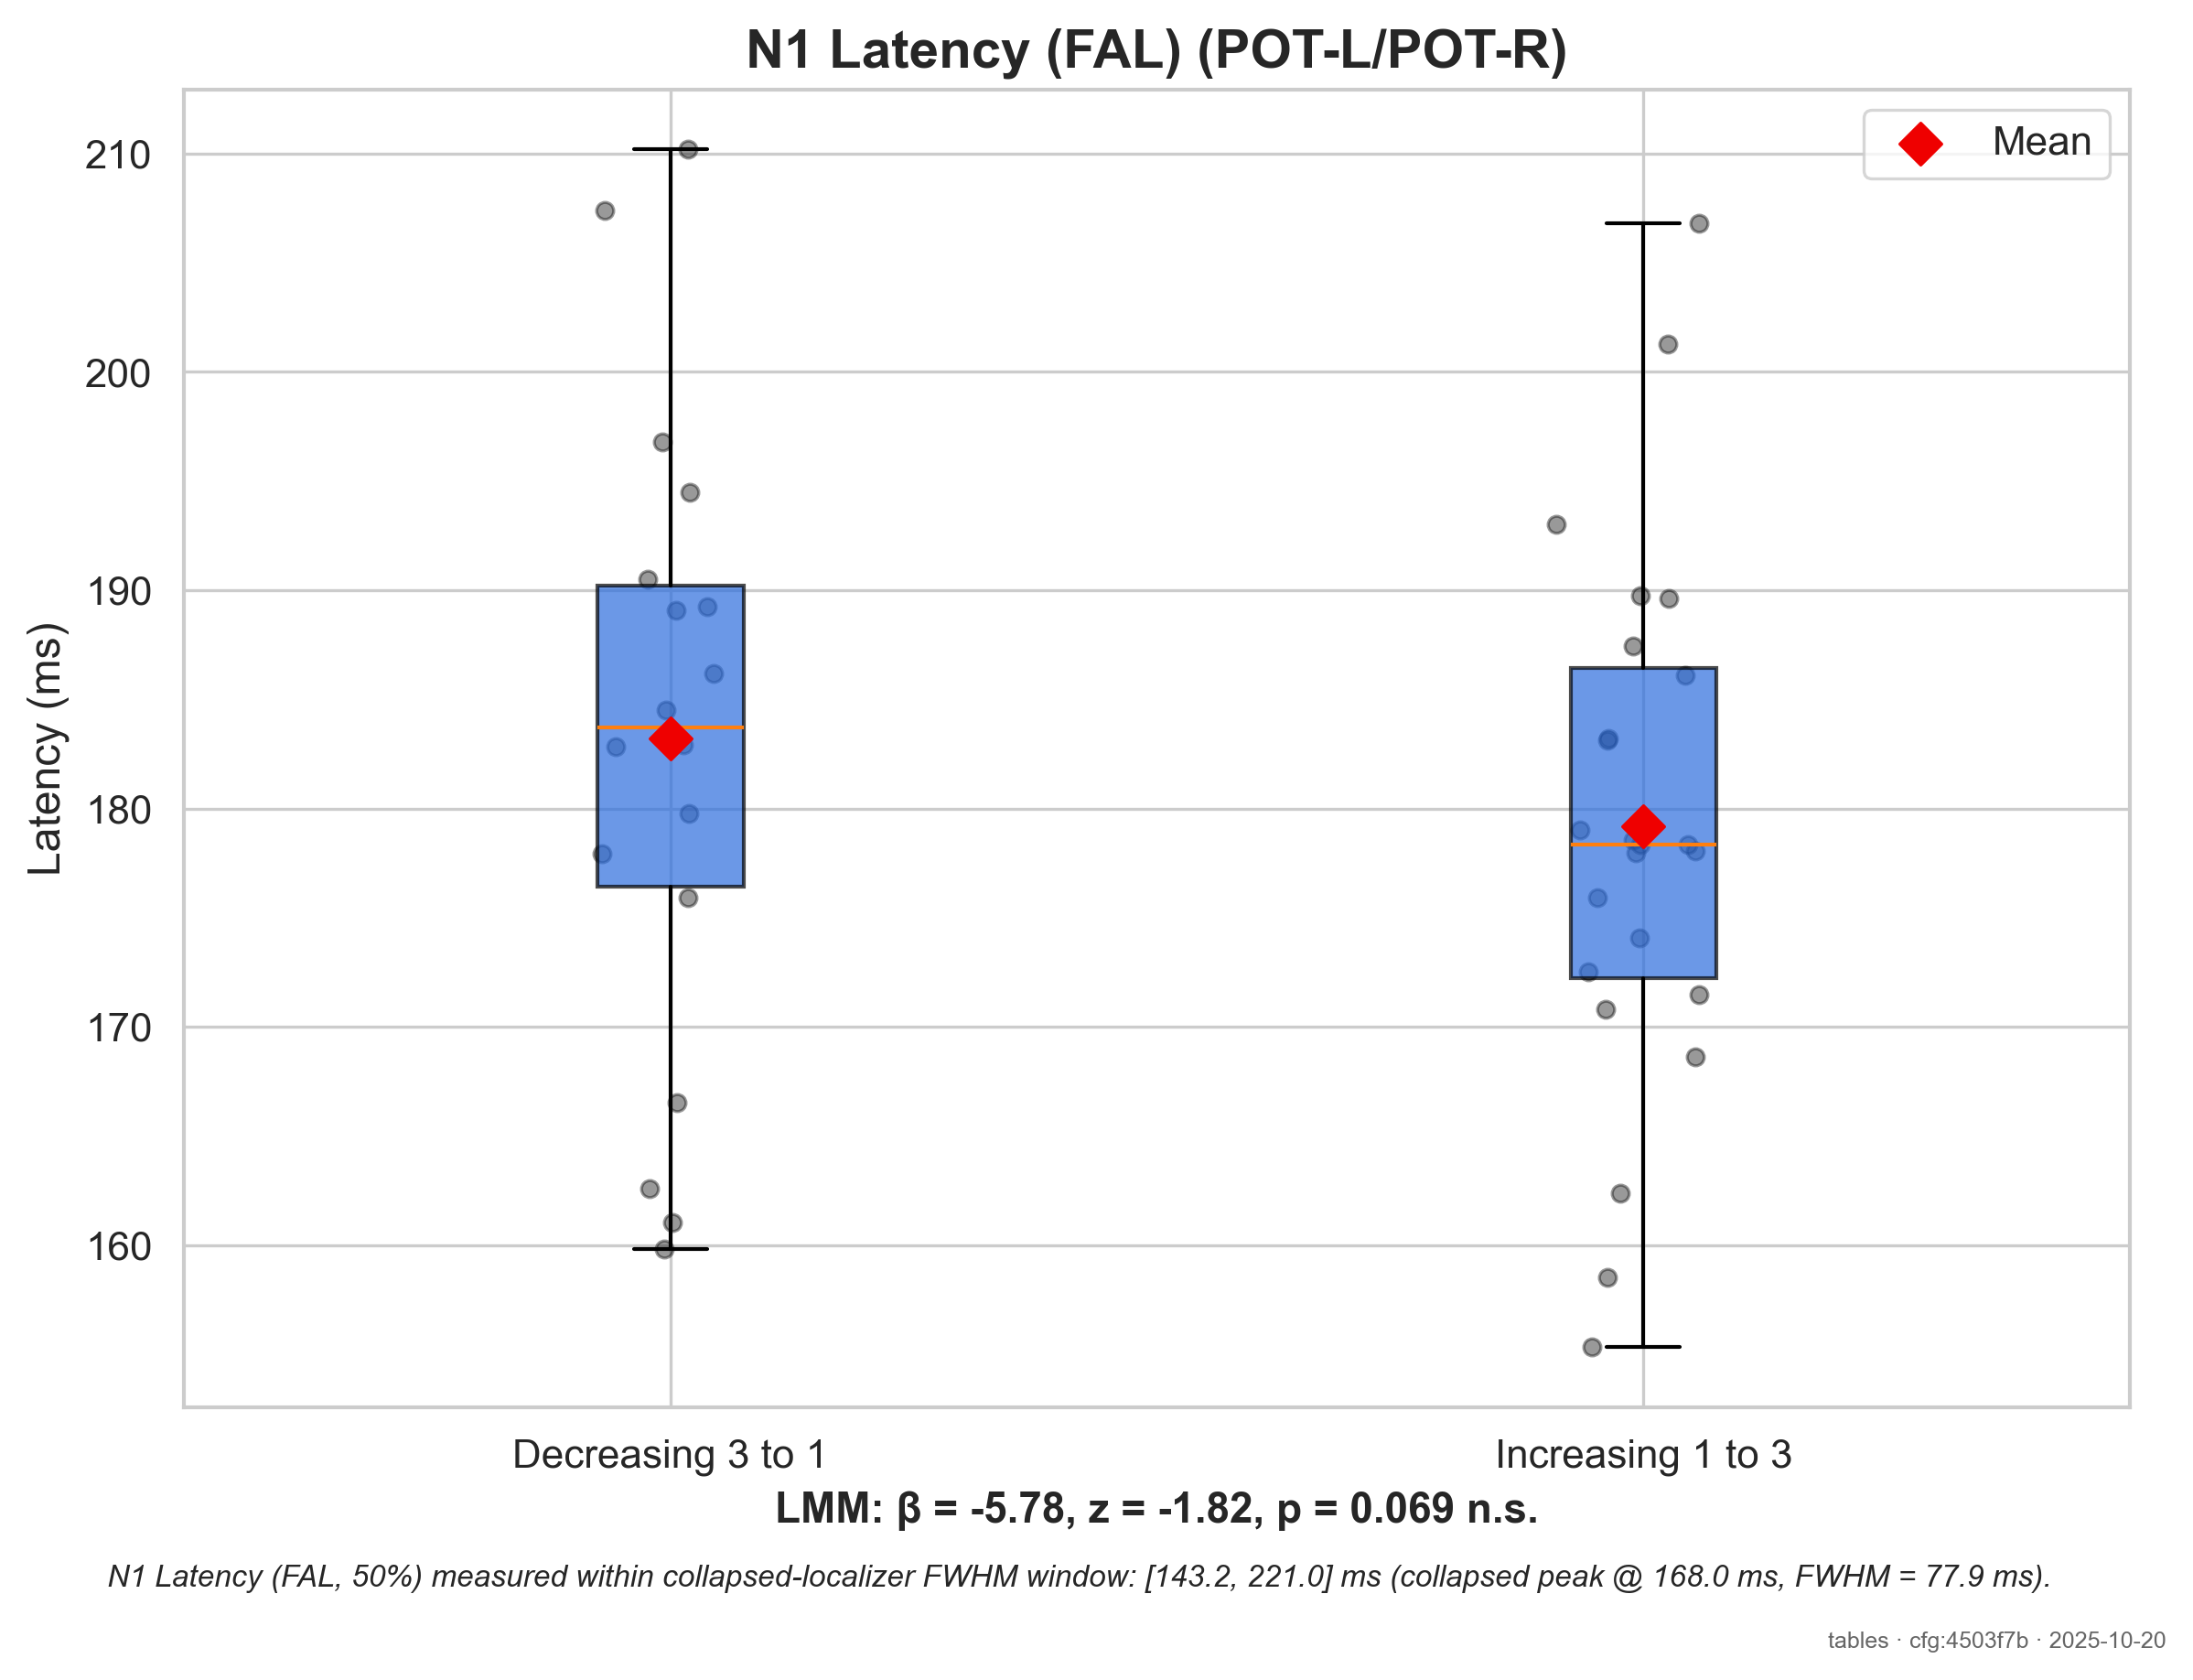 N1 Latency (FAL) (POT-L/POT-R)
Mean
210
200
190
180
170
160
Latency (ms)
Decreasing 3 to 1
Increasing 1 to 3
LMM: β = -5.78, z = -1.82, p = 0.069 n.s.
N1 Latency (FAL, 50%) measured within collapsed-localizer FWHM window: [143.2, 221.0] ms (collapsed peak @ 168.0 ms, FWHM = 77.9 ms).
tables · cfg:4503f7b · 2025-10-20